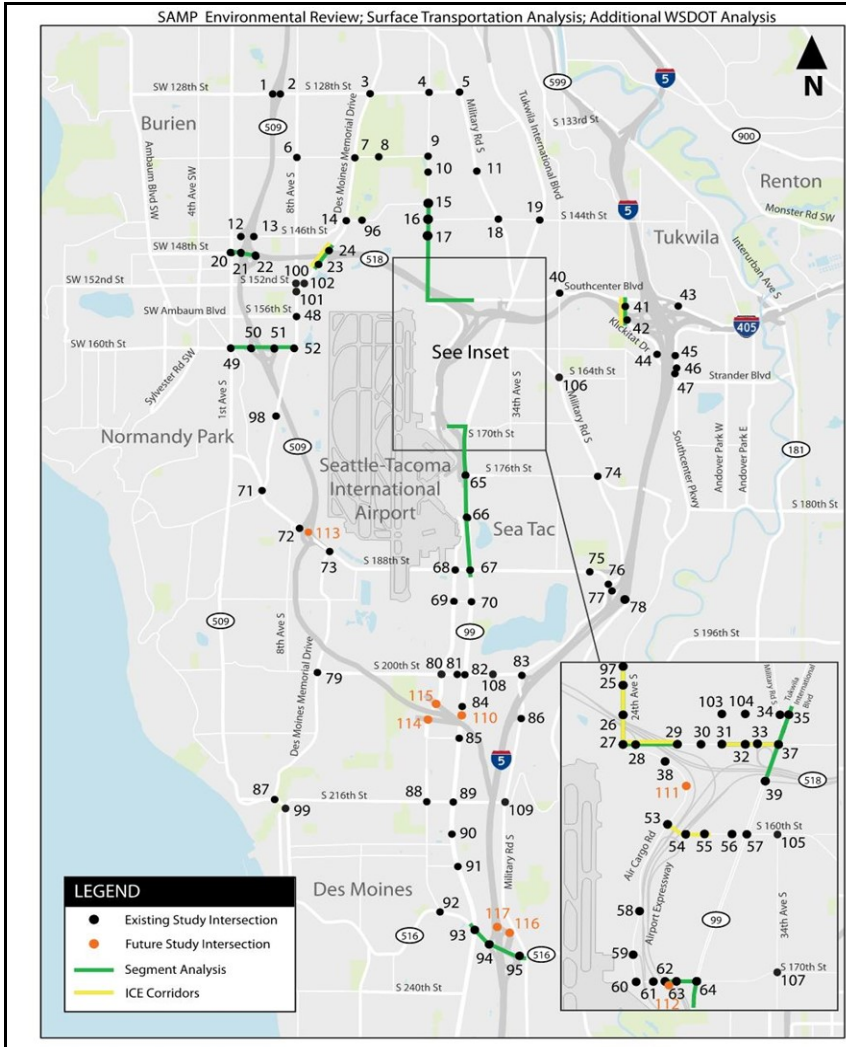 SAMP Environmental Review; Surface Transportation Analysis; Additional WSDOT Analysis
N
599
5
SW 128th St
1
2
S 128th St
3
4
5
Military Rd S
Tukwila International Blvd
S 133rd St
900
Burien
509
Ambaum Blvd SW
4th Ave SW
6
8th Ave S
Des Moines Memorial Drive
7
8
9
10
11
Renton
Monster Rd SW
5
12
13
S 146th St
14
96
15
16
17
18
19
S 144th St
Tukwila
Interurban Ave S
SW 148th St
20
21
22
24
23
518
SW 152nd St
S 152nd St
100
102
101
40
Southcenter Blvd
41
43
SW Ambaum Blvd
S 156th St
48
42
Klickitat Dr
405
SW 160th St
49
50
51
52
See Inset
44
45
46
47
Strander Blvd
Sylvester Rd SW
1st Ave S
34th Ave S
S 164th St
106
Military Rd S
98
Normandy Park
509
S 170th St
Southcenter Pkwy
Andover Park W
Andover Park E
181
Seattle-Tacoma
International
Airport
S 176th St
65
74
71
66
Sea Tac
S 180th St
72
113
73
S 188th St
68
67
75
76
77
78
69
70
99
509
8th Ave S
S 196th St
79
S 200th St
80
81
82
108
83
115
114
84
110
86
85
Des Moines Memorial Drive
5
87
99
S 216th St
88
89
109
90
91
Military Rd S
Des Moines
92
516
93
94
95
117
116
516
S 240th St
97
25
24th Ave S
26
27
28
29
30
31
32
33
103
104
34
35
37
Military Rd S
Tukwila International Blvd
38
111
39
518
53
54
55
56
57
S 160th St
105
Air Cargo Rd
Airport Expressway
58
99
34th Ave S
59
60
61
62
63
64
112
S 170th St
107
LEGEND
Existing Study Intersection
Future Study Intersection
Segment Analysis
ICE Corridors